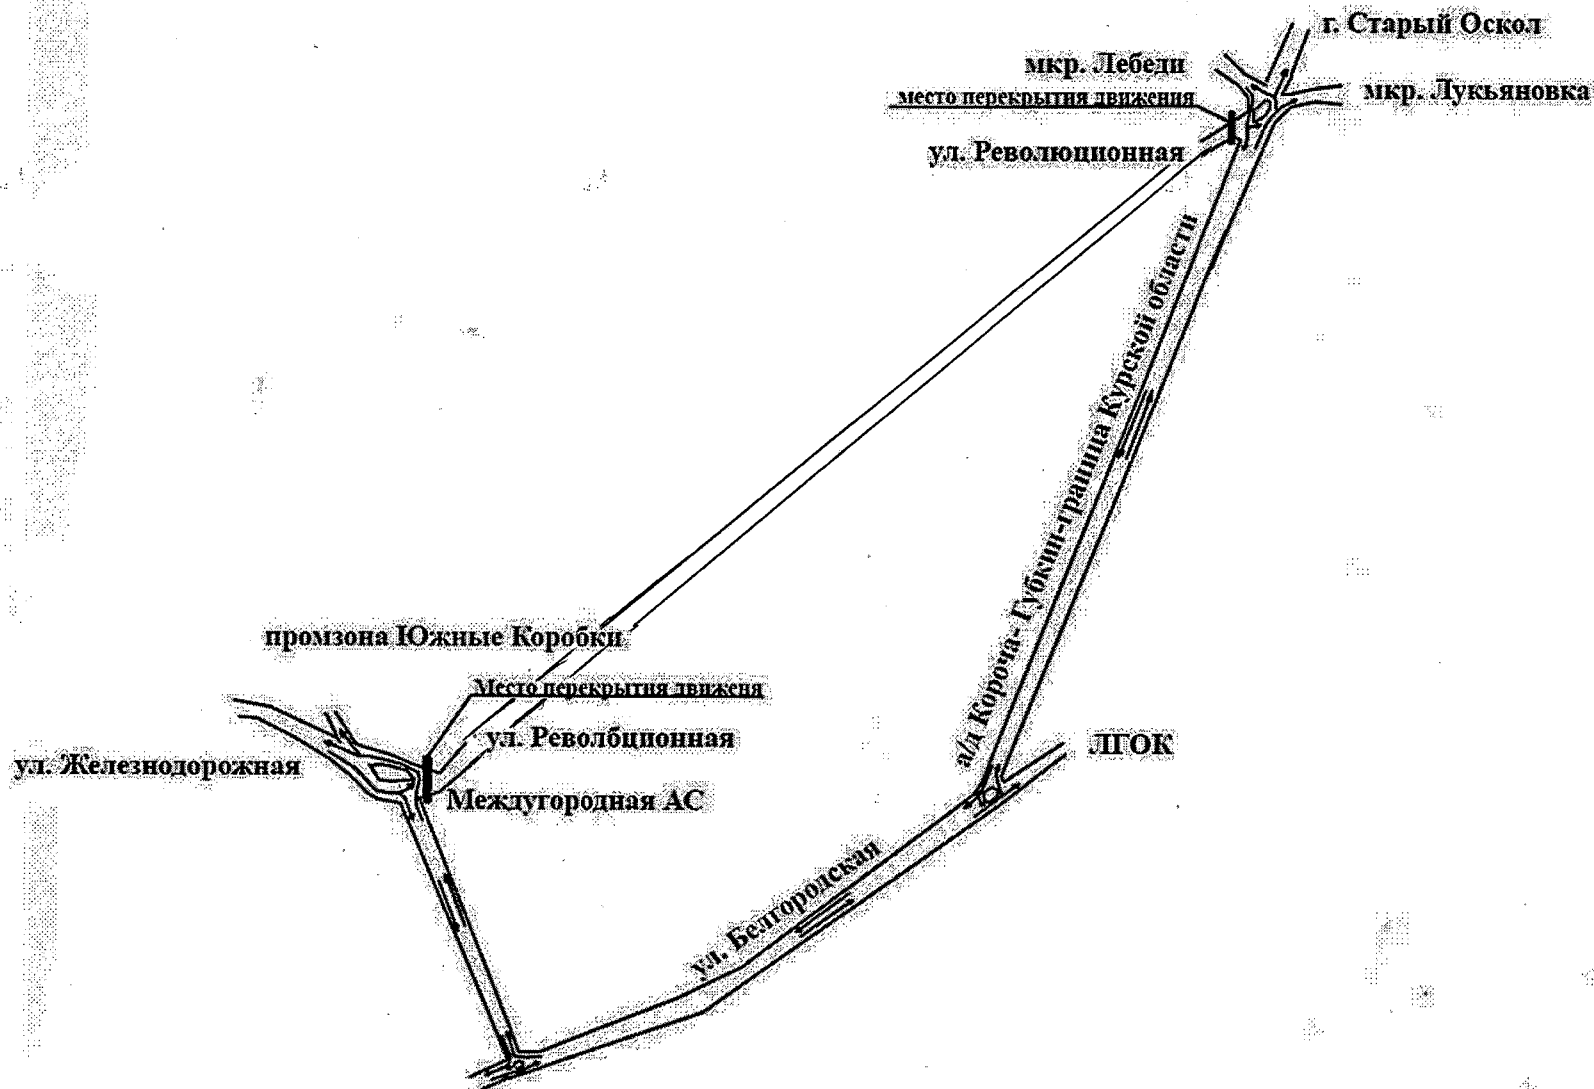 г. Старый Оскол
мкр. Лебеди
мкр. Лукьяновка
место перекрытия движения
ул. Революционная
а/д Короча- Губкин-граница Курской области
промзона Южные Коробки
Место перекрытия движеня
ул. Револбционная
ЛГОК
ул. Железнодорожная
Междугородная АС
ул. Белгородская